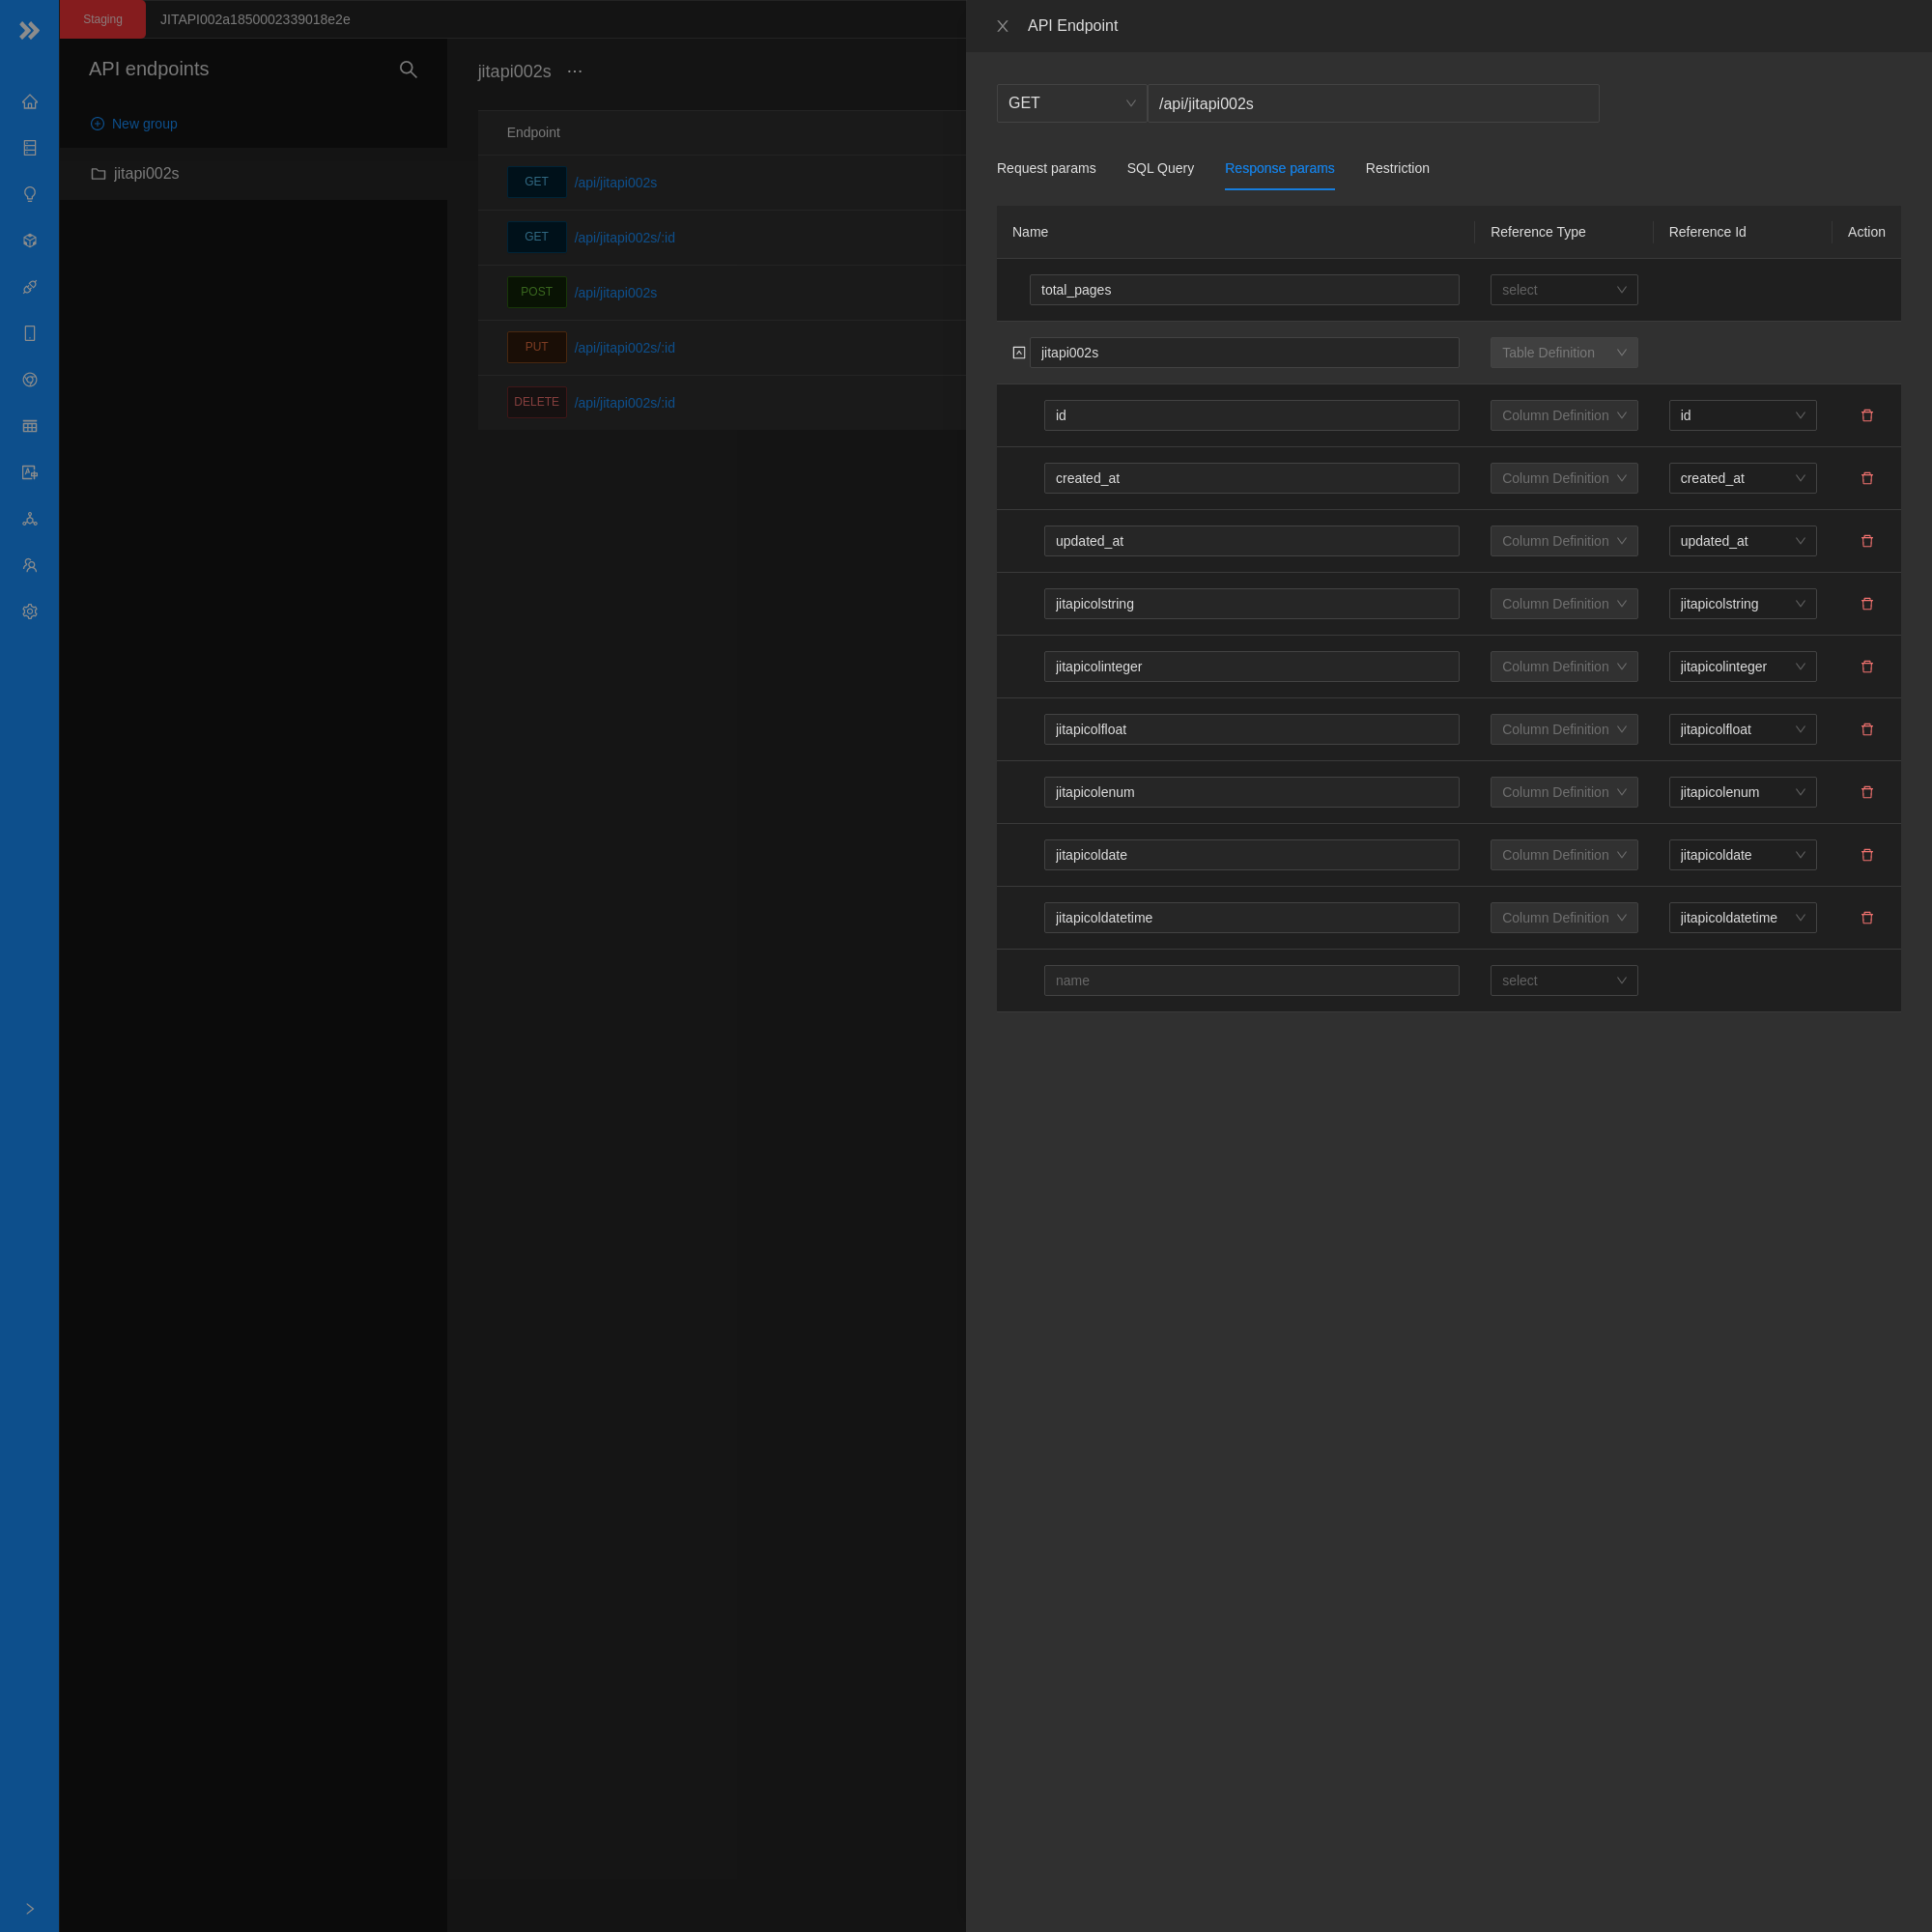 Staging
JITAPI002a1850002339018e2e
API endpoints
New group
jitapi002s
jitapi002s
Endpoint
GET /api/jitapi002s
GET /api/jitapi002s/:id
POST /api/jitapi002s
PUT /api/jitapi002s/:id
DELETE /api/jitapi002s/:id
API Endpoint
GET /api/jitapi002s
Request params SQL Query Response params Restriction
Name Reference Type Reference Id Action
total_pages select
jitapi002s Table Definition
id Column Definition id
created_at Column Definition created_at
updated_at Column Definition updated_at
jitapicolstring Column Definition jitapicolstring
jitapicolinteger Column Definition jitapicolinteger
jitapicolfloat Column Definition jitapicolfloat
jitapicolenum Column Definition jitapicolenum
jitapicoldate Column Definition jitapicoldate
jitapicoldatetime Column Definition jitapicoldatetime
name select